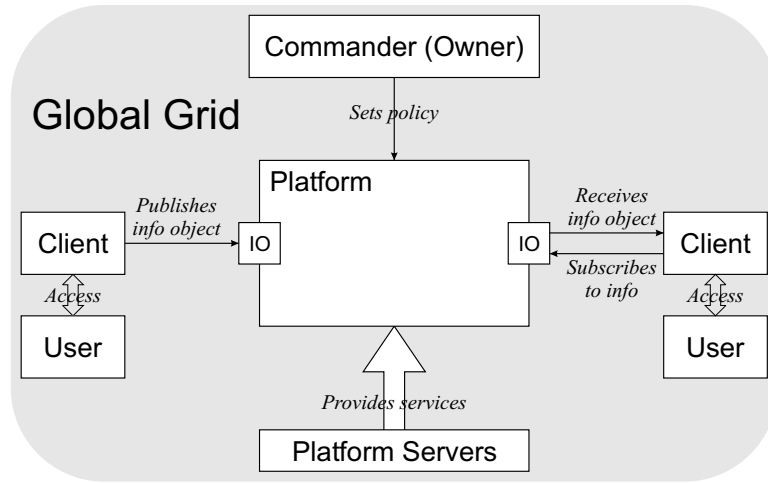 Commander (Owner)
Global Grid
Sets policy
Platform
Publishes
info object
Receives
info object
Client
IO
IO
Client
Subscribes
to info
Access
Access
User
User
Provides services
Platform Servers